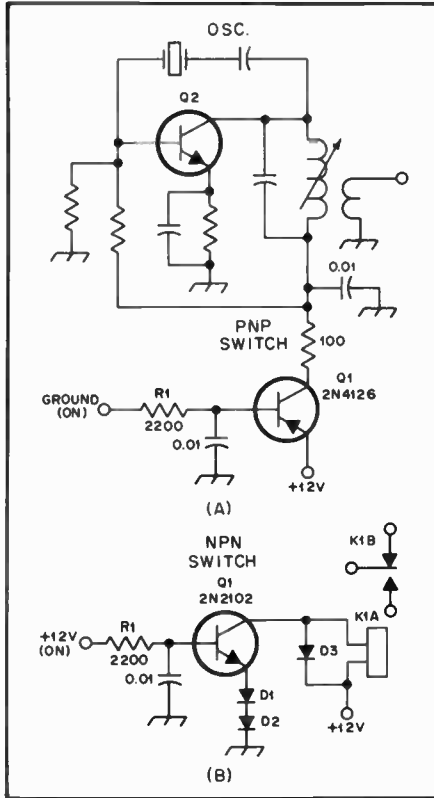 OSC.
Q2
0.01
PNP
SWITCH
100
Q1
2N4126
GROUND
(ON)
R1
2200
0.01
+12V
(A)
NPN
SWITCH
Q1
2N2102
K1B
+12V
(ON)
R1
2200
0.01
D3
K1A
D1
D2
+12V
(B)